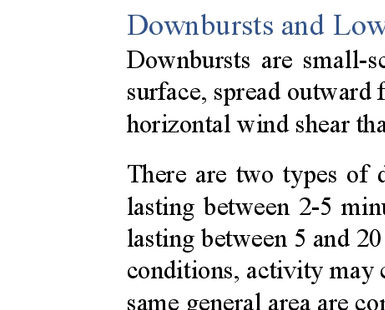 Downbursts and Low
Downbursts are small-sc
surface, spread outward f
horizontal wind shear tha
There are two types of d
lasting between 2-5 minu
lasting between 5 and 20
conditions, activity may c
same general area are con